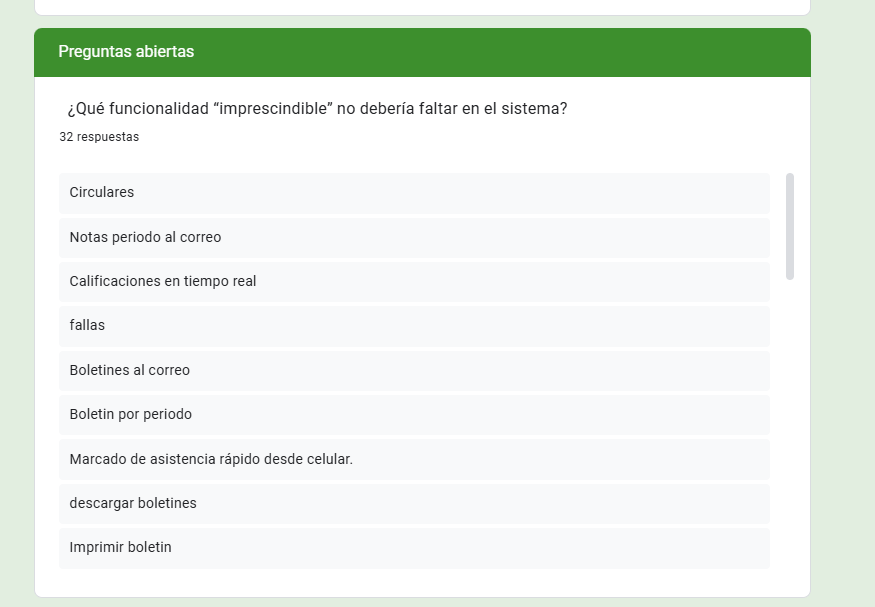 Preguntas abiertas
¿Qué funcionalidad “imprescindible” no debería faltar en el sistema?
32 respuestas
Circulares
Notas periodo al correo
Calificaciones en tiempo real
fallas
Boletines al correo
Boletin por periodo
Marcado de asistencia rápido desde celular.
descargar boletines
Imprimir boletin